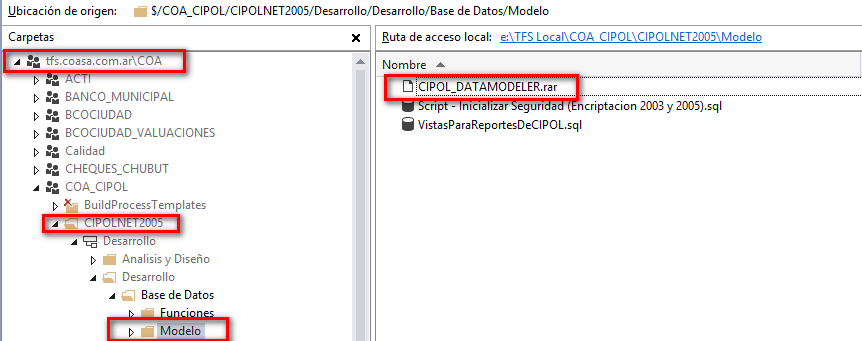 Ubicación de origen: $/COA_CIPOL/CIPOLNET2005/Desarrollo/Desarrollo/Base de Datos/Modelo
Carpetas
tfs.coasa.com.ar\COA
ACTI
BANCO_MUNICIPAL
BCOCIUDAD
BCOCIUDAD_VALUACIONES
Calidad
CHEQUES_CHUBUT
COA_CIPOL
BuildProcessTemplates
CIPOLNET2005
Desarrollo
Analisis y Diseño
Desarrollo
Base de Datos
Funciones
Modelo
Ruta de acceso local: e:\TFS Local\COA_CIPOL\CIPOLNET2005\Modelo
Nombre
CIPOL_DATAMODELER.rar
Script - Inicializar Seguridad (Encriptacion 2003 y 2005).sql
VistasParaReportesDeCIPOL.sql